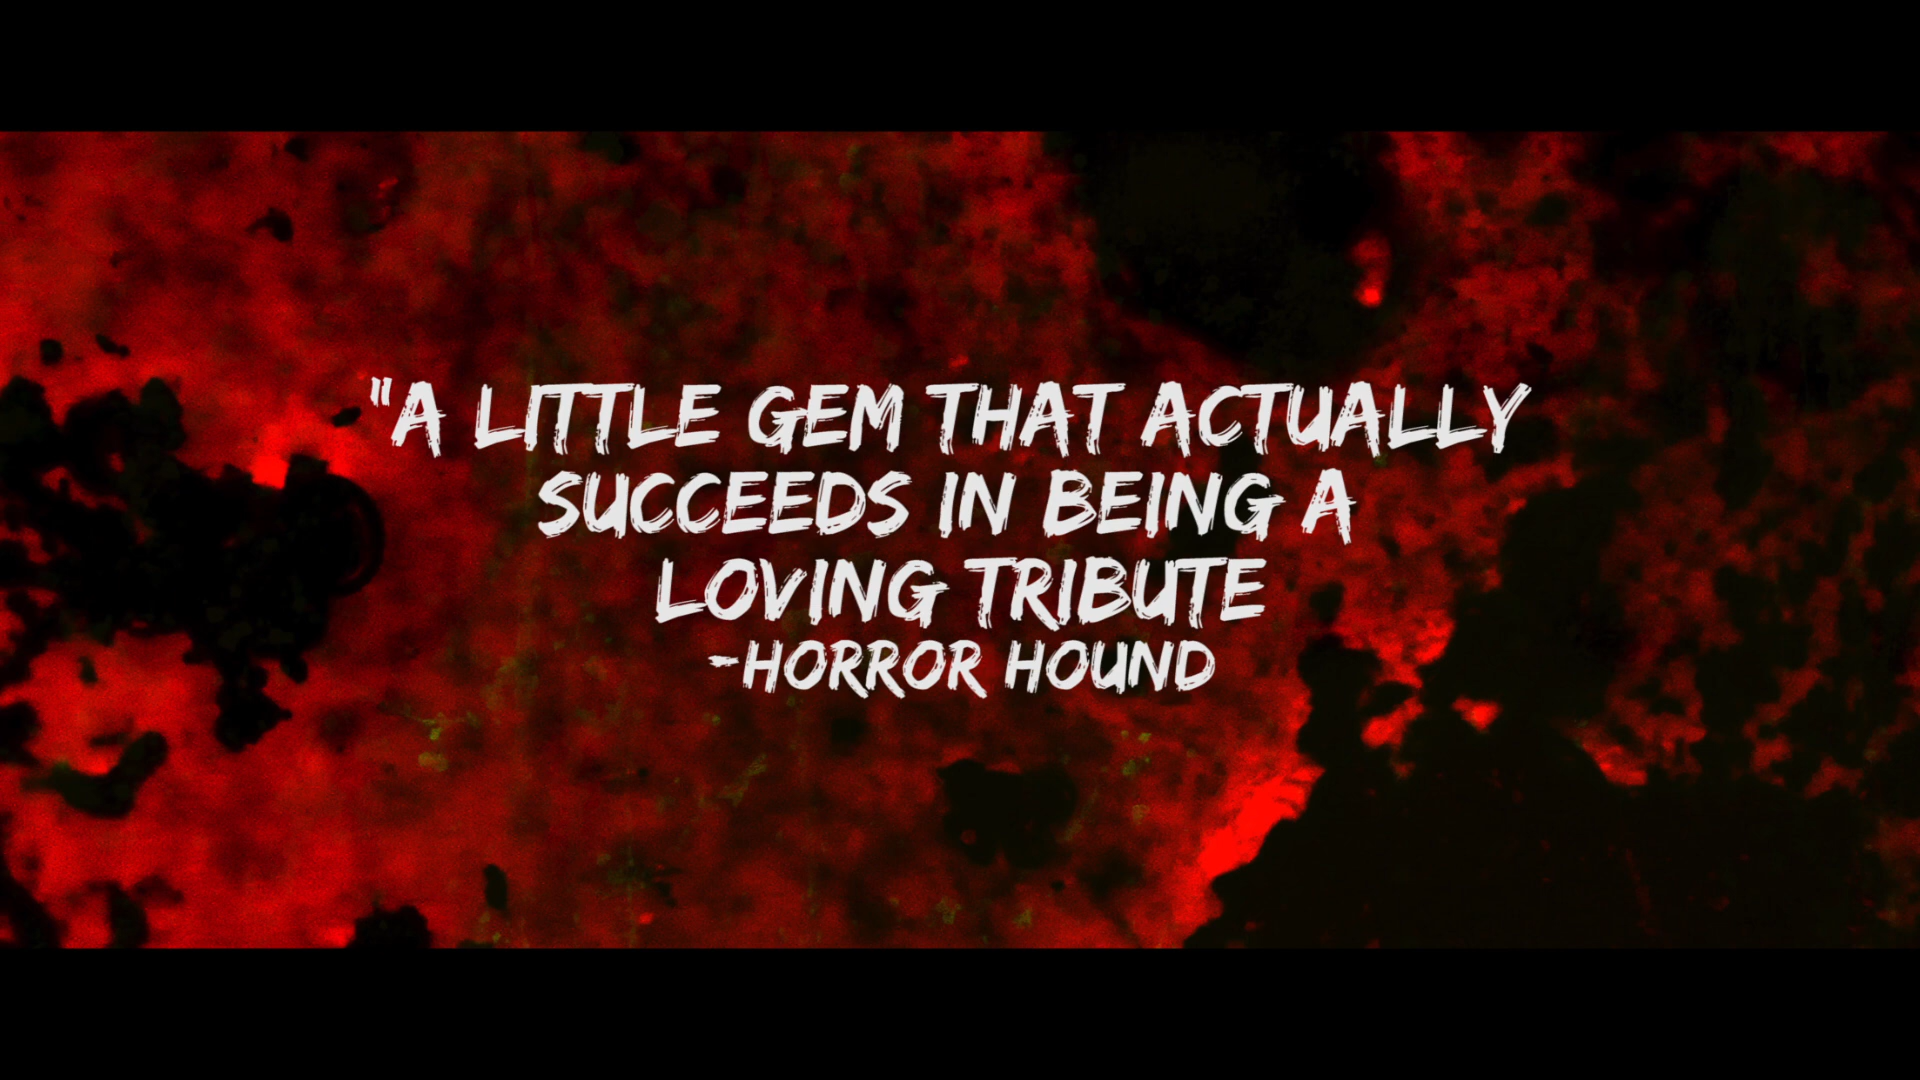 "A LITTLE GEM THAT ACTUALLY
SUCCEEDS IN BEING A
LOVING TRIBUTE
-HORROR HOUND